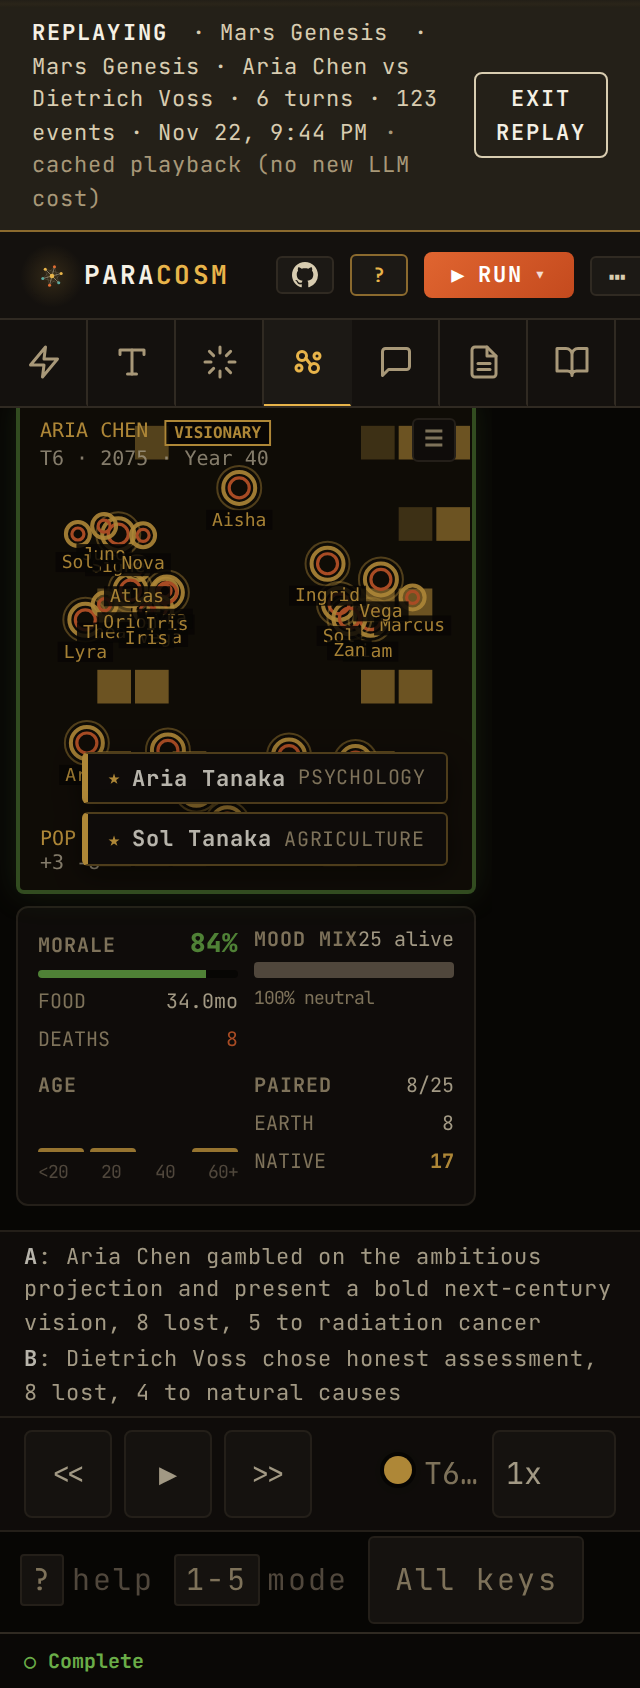 REPLAYING · Mars Genesis ·
Mars Genesis · Aria Chen vs
Dietrich Voss · 6 turns · 123
events · Nov 22, 9:44 PM ·
cached playback (no new LLM
cost)
EXIT
REPLAY
PARACOSM
?
▶ RUN ▾
…
ARIA CHEN VISIONARY
T6 · 2075 · Year 40
Aisha
Nova
Atlas
Ingrid
Vega
Marcus
Iris
Iris
Lyra
Zan
★ Aria Tanaka PSYCHOLOGY
★ Sol Tanaka AGRICULTURE
POP
+3
MORALE 84%
FOOD 34.0mo
DEATHS 8
MOOD MIX 25 alive
100% neutral
AGE
<20 20 40 60+
PAIRED 8/25
EARTH 8
NATIVE 17
A: Aria Chen gambled on the ambitious
projection and present a bold next-century
vision, 8 lost, 5 to radiation cancer
B: Dietrich Voss chose honest assessment,
8 lost, 4 to natural causes
<< ▶ >> T6… 1x
? help 1-5 mode All keys
○ Complete